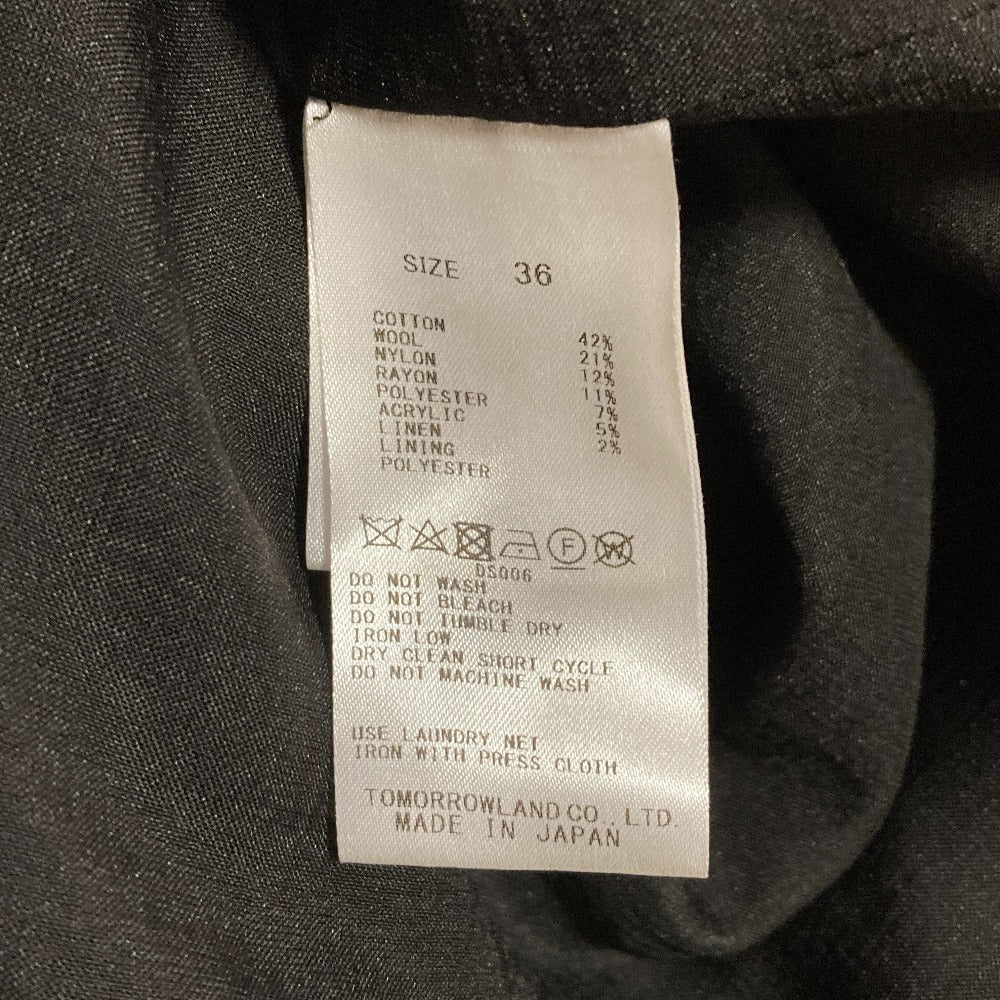 SIZE 36
COTTON 42%
WOOL 21%
NYLON 12%
RAYON 11%
POLYESTER 7%
ACRYLIC 5%
LINEN 2%
LINING
POLYESTER
F W
DS006
DO NOT WASH
DO NOT BLEACH
DO NOT TUMBLE DRY
IRON LOW
DRY CLEAN SHORT CYCLE
DO NOT MACHINE WASH
USE LAUNDRY NET
IRON WITH PRESS CLOTH
TOMORROWLAND CO., LTD.
MADE IN JAPAN